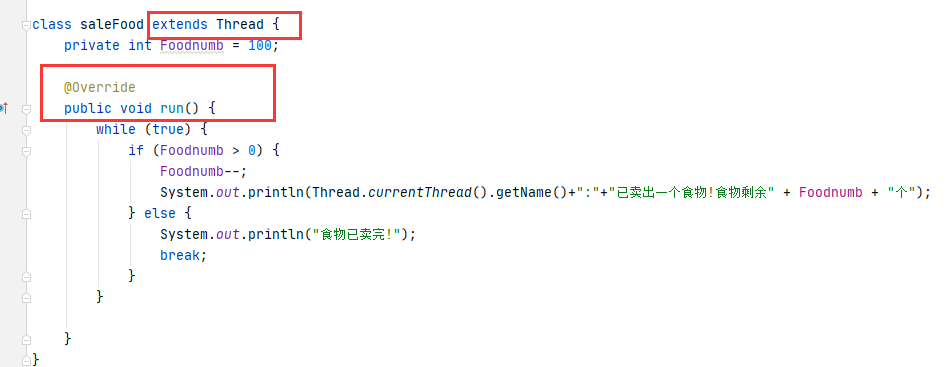 class saleFood extends Thread {
private int Foodnumb = 100;
@Override
public void run() {
while (true) {
if (Foodnumb > 0) {
Foodnumb--;
System.out.println(Thread.currentThread().getName()+":"+"已卖出一个食物!食物剩余" + Foodnumb + "个");
} else {
System.out.println("食物已卖完!");
break;
}
}
}
}